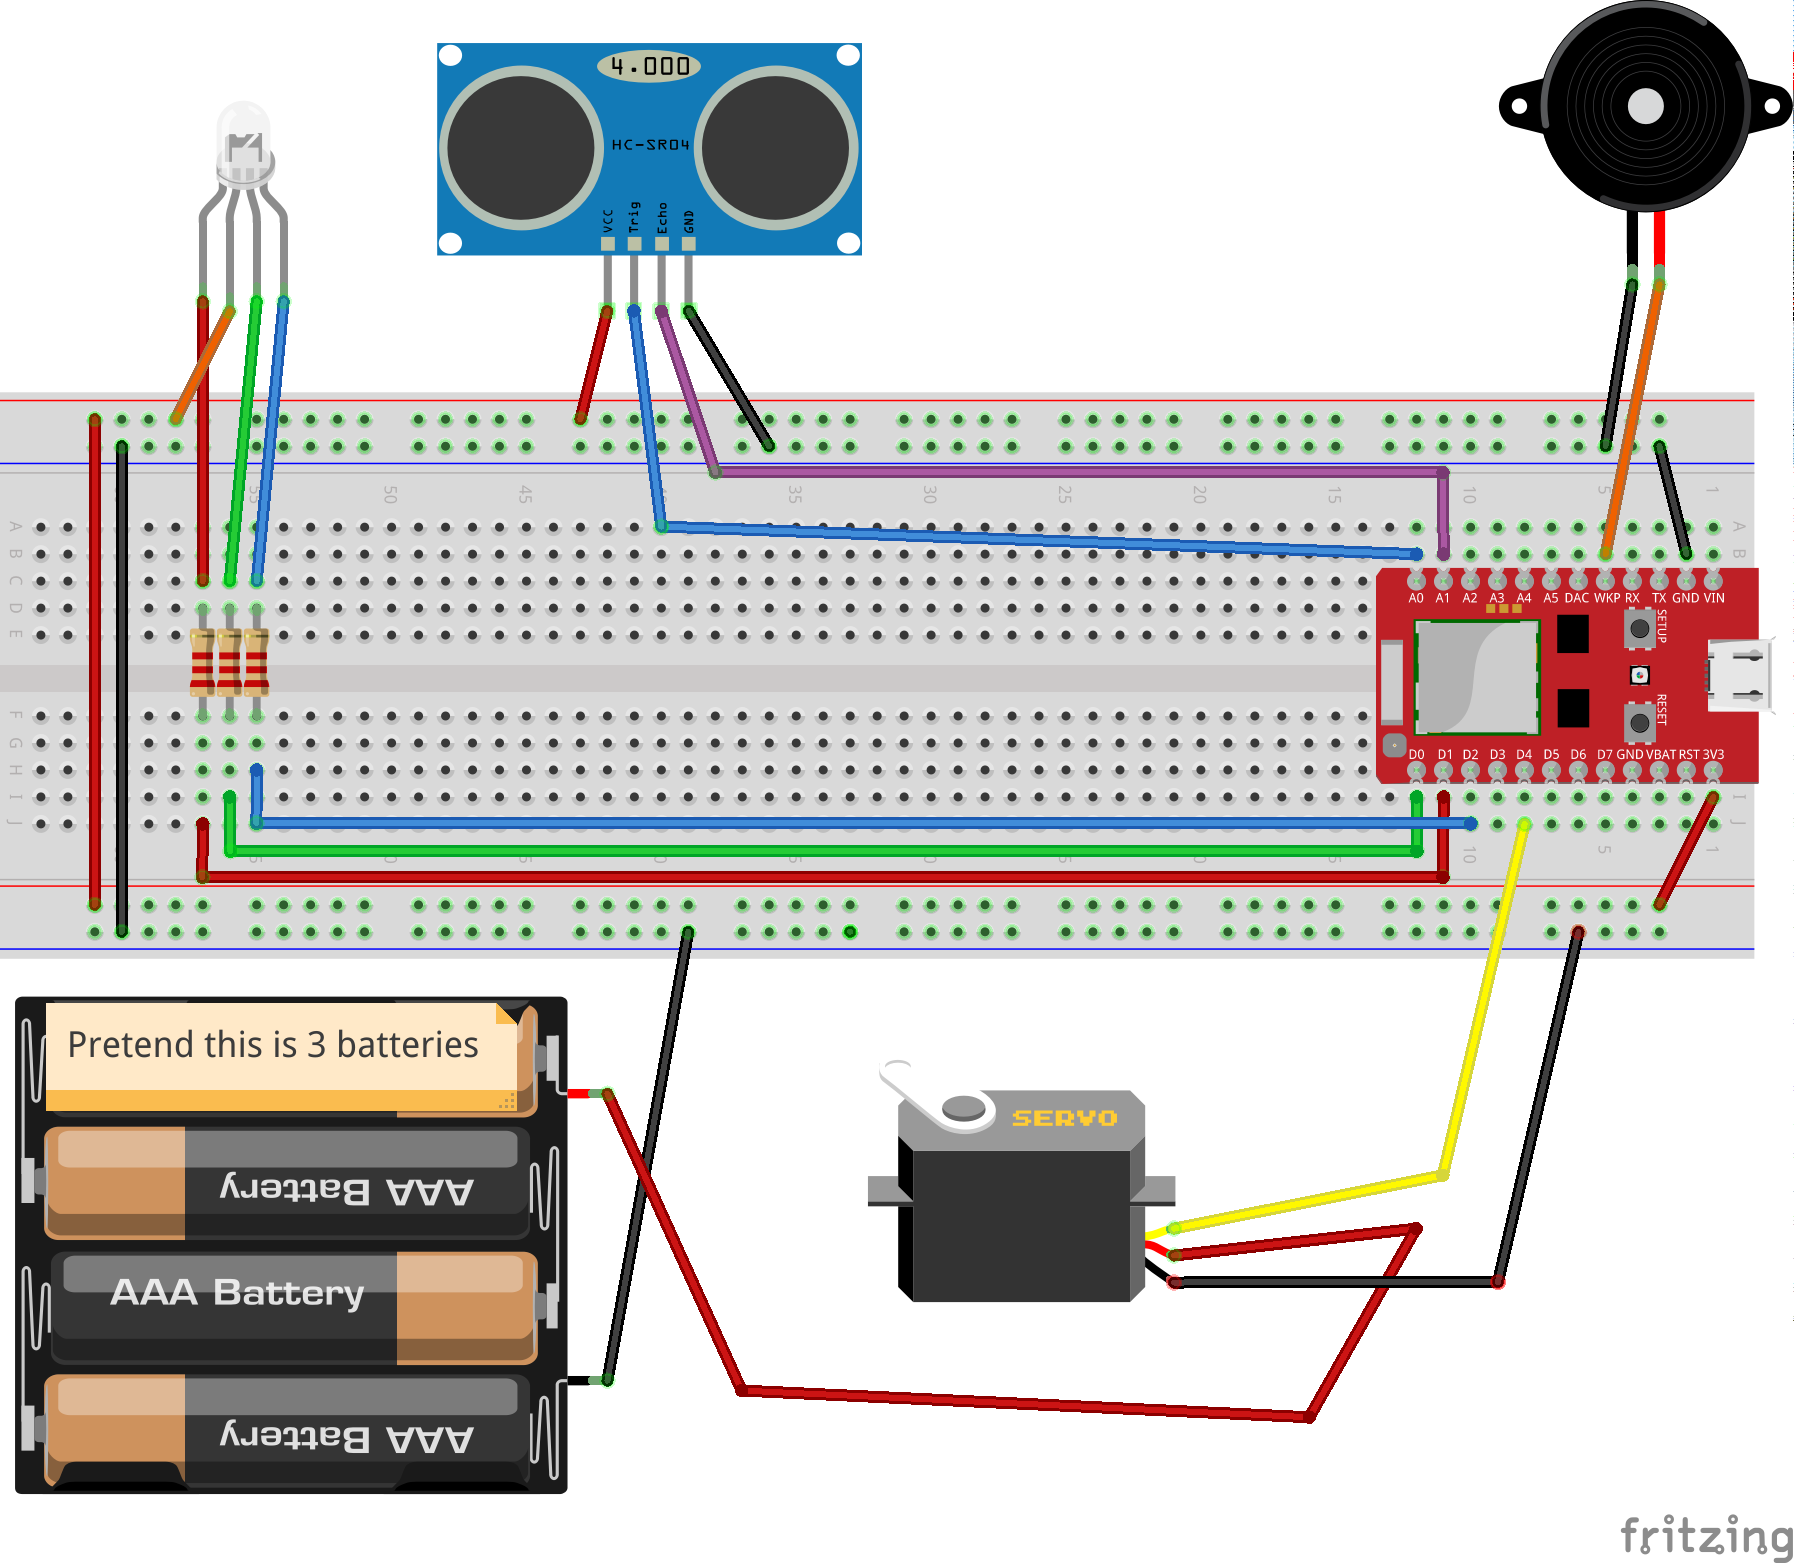 4.000
HC-SR04
VCC Trig Echo GND
50 45 35 30 25 20 15 10 5 1
A A
B B
C
D
E
A0 A1 A2 A3 A4 A5 DAC WKP RX TX GND VIN
SETUP
RESET
F
G
H
D0 D1 D2 D3 D4 D5 D6 D7 GND VBAT RST 3V3
I I
J J
10 5 1
Pretend this is 3 batteries
AAA Battery
AAA Battery
AAA Battery
SERVO
fritzing